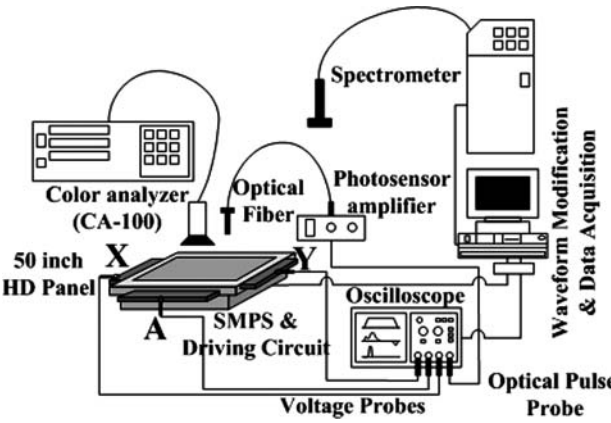 Spectrometer
Color analyzer
(CA-100)
Optical
Fiber
Photosensor
amplifier
Waveform Modification
& Data Acquisition
X
Y
50 inch
HD Panel
A
SMPS &
Driving Circuit
Oscilloscope
Voltage Probes
Optical Pulse
Probe